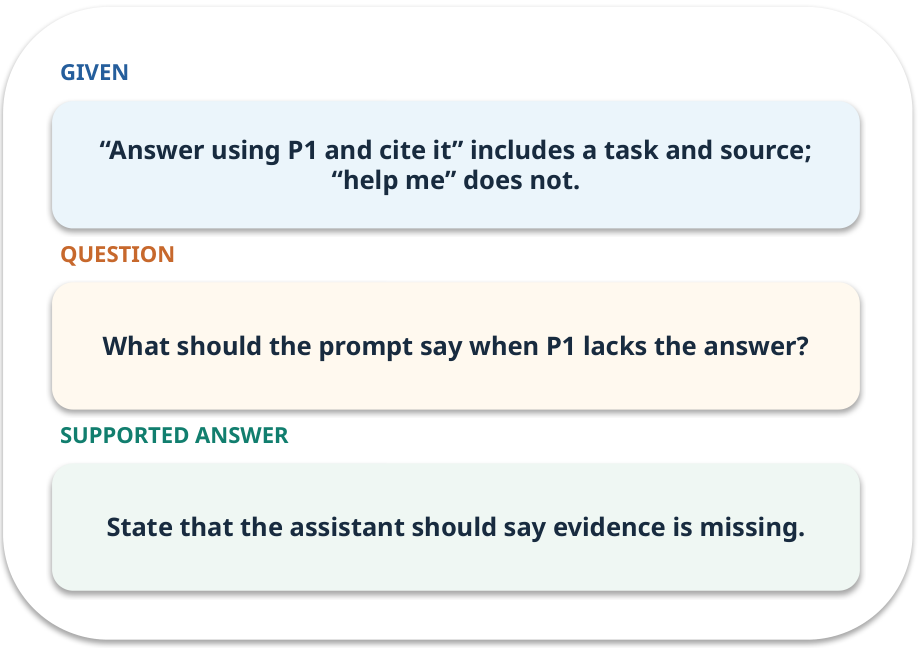 GIVEN
“Answer using P1 and cite it” includes a task and source;
“help me” does not.
QUESTION
What should the prompt say when P1 lacks the answer?
SUPPORTED ANSWER
State that the assistant should say evidence is missing.